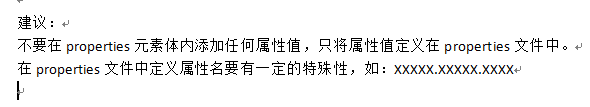 建议：
不要在 properties 元素体内添加任何属性值，只将属性值定义在 properties 文件中。
在 properties 文件中定义属性名要有一定的特殊性，如：XXXXX.XXXXX.XXXX